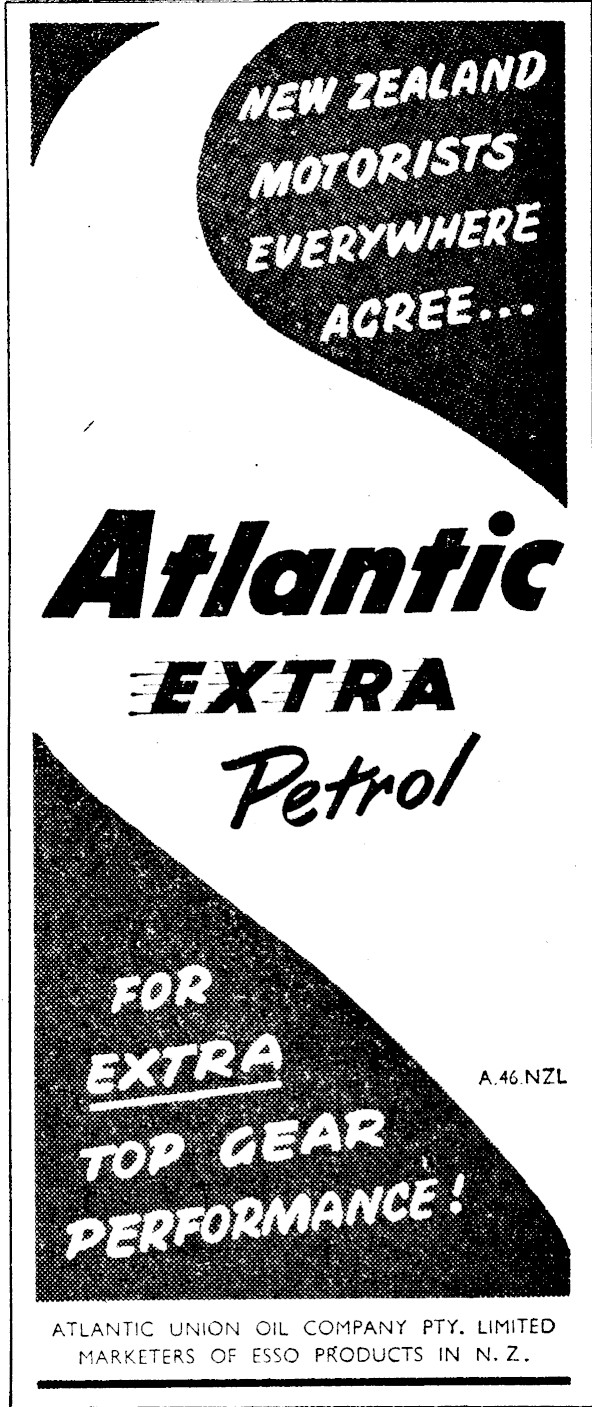 NEW ZEALAND
MOTORISTS
EVERYWHERE
AGREE...
Atlantic
EXTRA
Petrol
FOR
EXTRA
TOP GEAR
PERFORMANCE!
A.46.NZL
ATLANTIC UNION OIL COMPANY PTY. LIMITED
MARKETERS OF ESSO PRODUCTS IN N. Z.